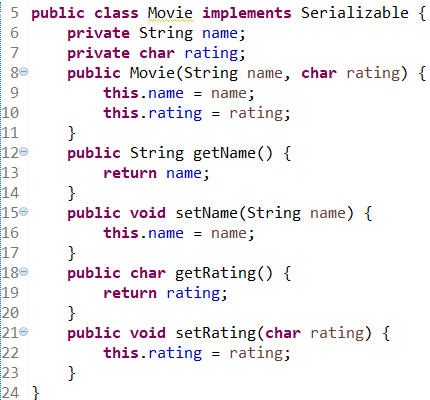 5 public class Movie implements Serializable {
6     private String name;
7     private char rating;
8     public Movie(String name, char rating) {
9         this.name = name;
10         this.rating = rating;
11     }
12     public String getName() {
13         return name;
14     }
15     public void setName(String name) {
16         this.name = name;
17     }
18     public char getRating() {
19         return rating;
20     }
21     public void setRating(char rating) {
22         this.rating = rating;
23     }
24 }